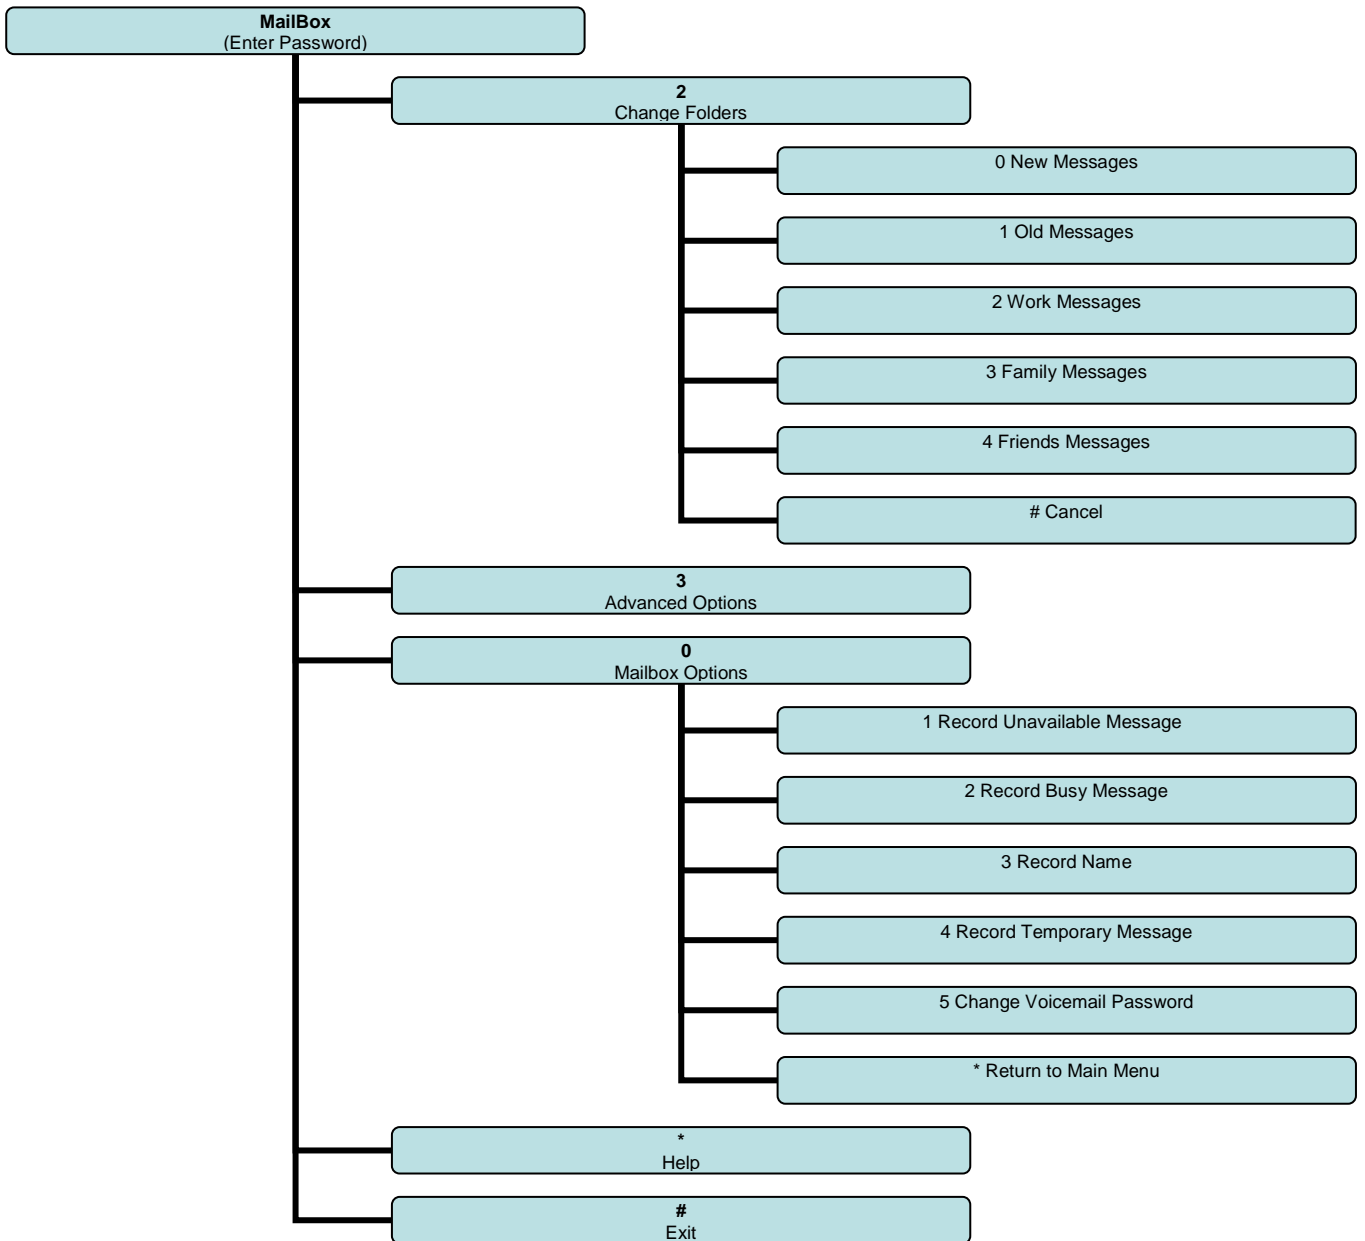 MailBox
(Enter Password)
2
Change Folders
0 New Messages
1 Old Messages
2 Work Messages
3 Family Messages
4 Friends Messages
# Cancel
3
Advanced Options
0
Mailbox Options
1 Record Unavailable Message
2 Record Busy Message
3 Record Name
4 Record Temporary Message
5 Change Voicemail Password
* Return to Main Menu
*
Help
#
Exit